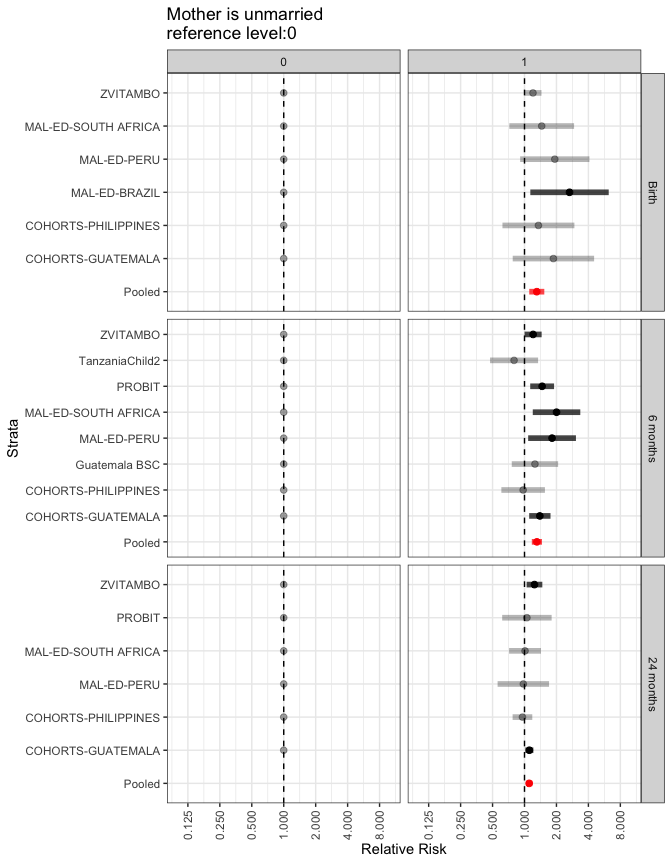 Mother is unmarried
reference level:0
0
1
ZVITAMBO
MAL-ED-SOUTH AFRICA
MAL-ED-PERU
MAL-ED-BRAZIL
COHORTS-PHILIPPINES
COHORTS-GUATEMALA
Pooled
Birth
ZVITAMBO
TanzaniaChild2
PROBIT
MAL-ED-SOUTH AFRICA
MAL-ED-PERU
Guatemala BSC
COHORTS-PHILIPPINES
COHORTS-GUATEMALA
Pooled
6 months
ZVITAMBO
PROBIT
MAL-ED-SOUTH AFRICA
MAL-ED-PERU
COHORTS-PHILIPPINES
COHORTS-GUATEMALA
Pooled
24 months
Strata
0.125
0.250
0.500
1.000
2.000
4.000
8.000
0.125
0.250
0.500
1.000
2.000
4.000
8.000
Relative Risk